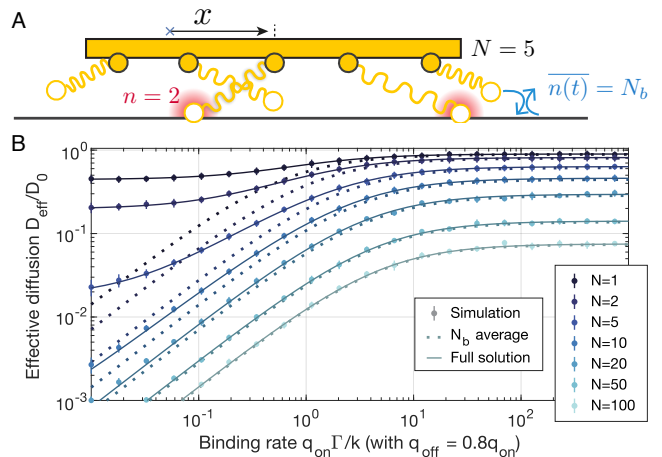 A
x
N = 5
n = 2
n(t) = N_b
B
Effective diffusion D_eff/D_0
10^0
10^-1
10^-2
10^-3
Simulation
N_b average
Full solution
N=1
N=2
N=5
N=10
N=20
N=50
N=100
10^-1
10^0
10^1
10^2
Binding rate q_onΓ/k (with q_off = 0.8q_on)